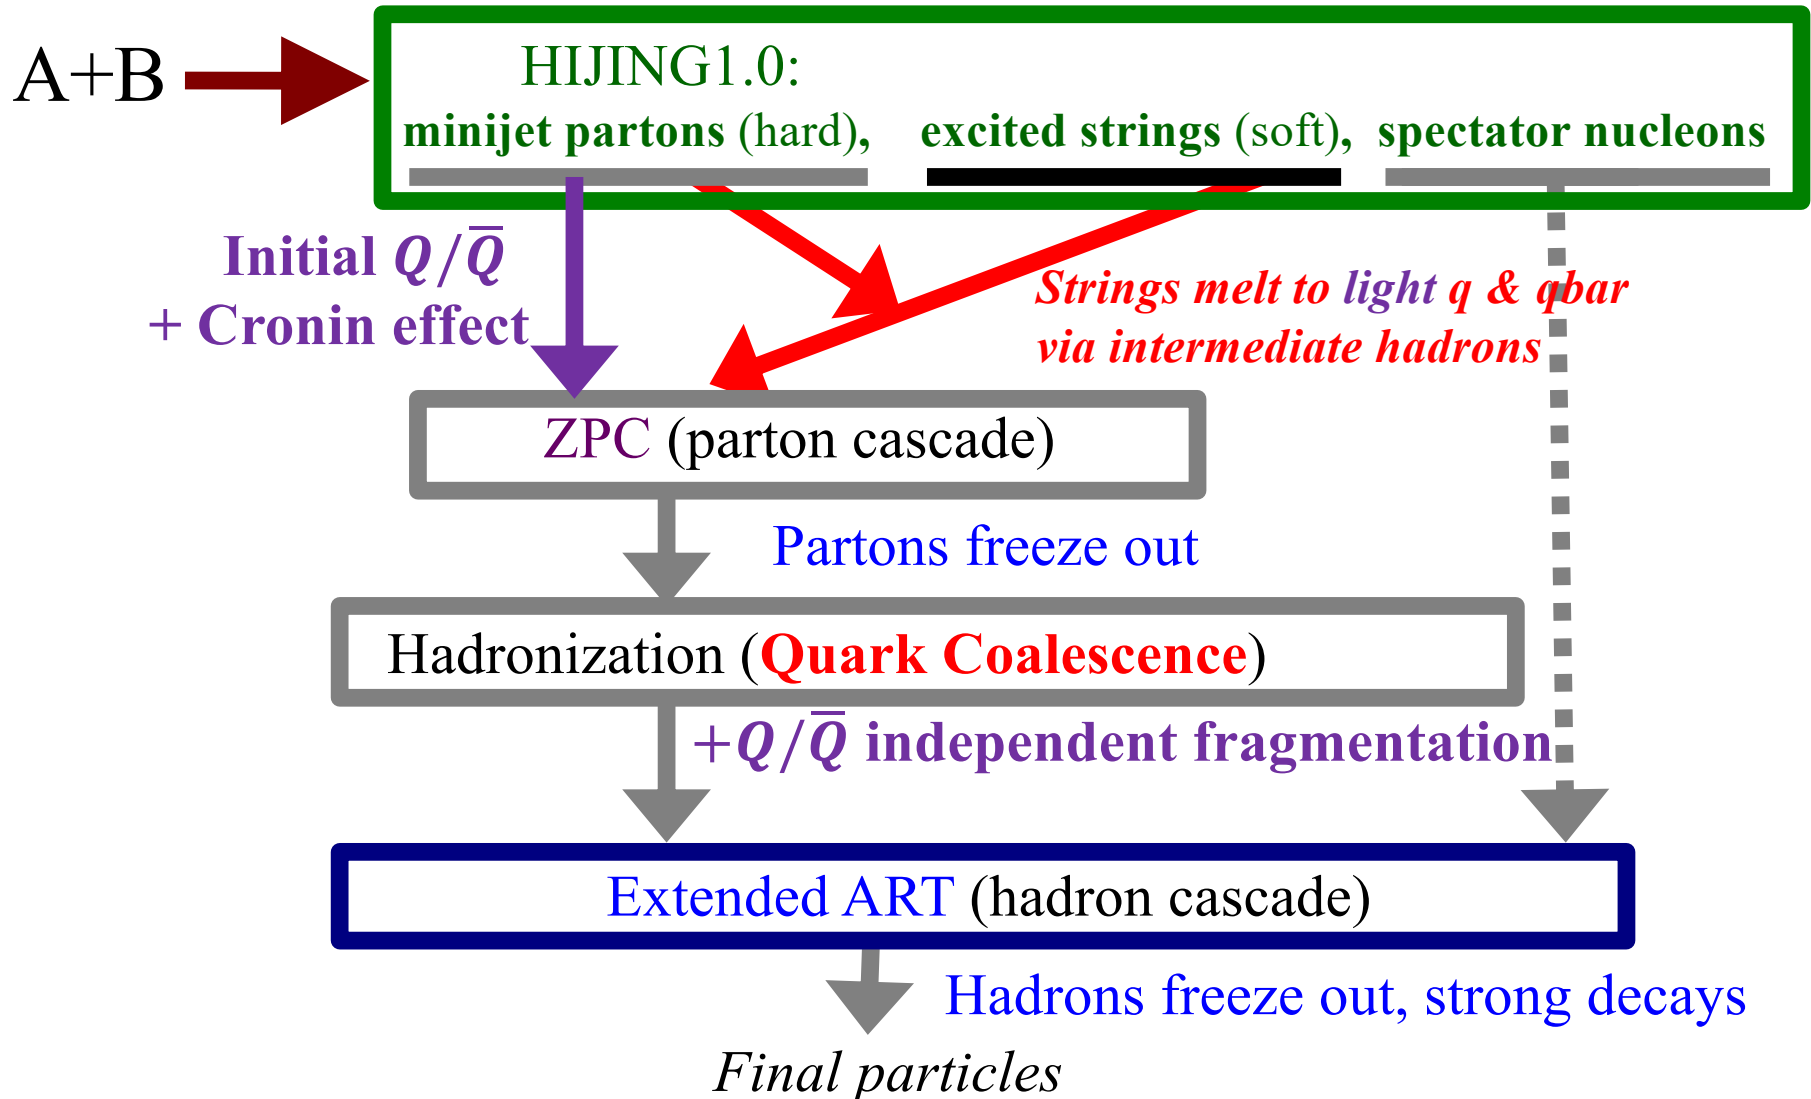 A+B
HIJING1.0:
minijet partons (hard), excited strings (soft), spectator nucleons
Initial Q/Q̅
+ Cronin effect
Strings melt to light q & qbar
via intermediate hadrons
ZPC (parton cascade)
Partons freeze out
Hadronization (Quark Coalescence)
+Q/Q̅ independent fragmentation
Extended ART (hadron cascade)
Hadrons freeze out, strong decays
Final particles